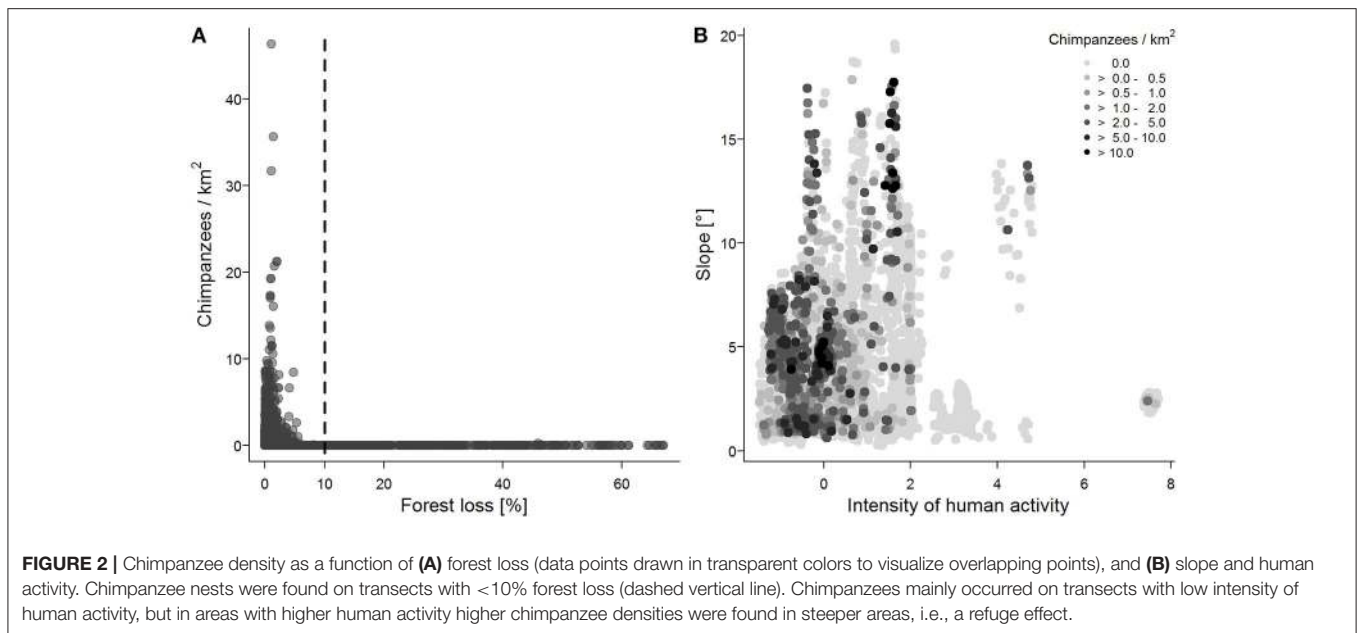 A
Chimpanzees / km²
40
30
20
10
0
0 10 20 40 60
Forest loss [%]
B
Chimpanzees / km²
0.0
> 0.0 - 0.5
> 0.5 - 1.0
> 1.0 - 2.0
> 2.0 - 5.0
> 5.0 - 10.0
> 10.0
Slope [°]
20
15
10
5
0
0 2 4 6 8
Intensity of human activity
FIGURE 2 | Chimpanzee density as a function of (A) forest loss (data points drawn in transparent colors to visualize overlapping points), and (B) slope and human
activity. Chimpanzee nests were found on transects with <10% forest loss (dashed vertical line). Chimpanzees mainly occurred on transects with low intensity of
human activity, but in areas with higher human activity higher chimpanzee densities were found in steeper areas, i.e., a refuge effect.